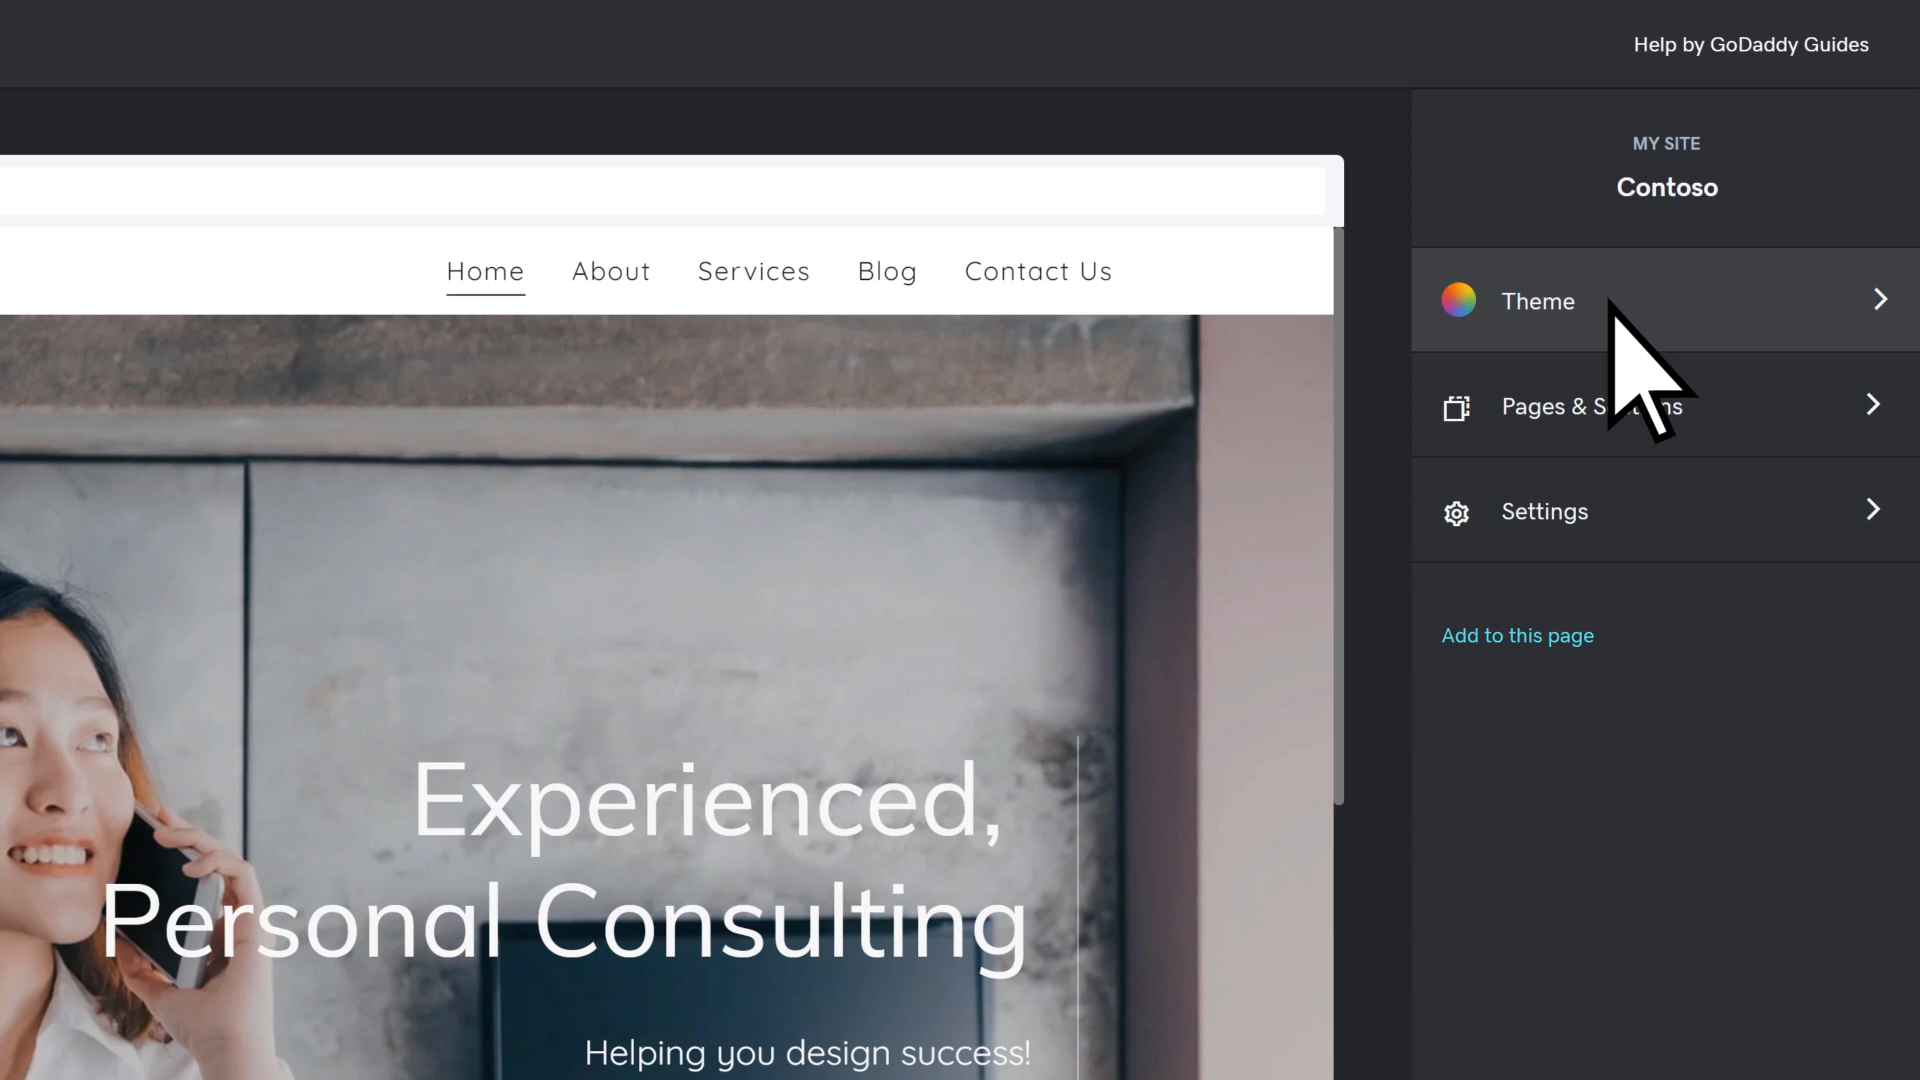 Help by GoDaddy Guides
MY SITE
Contoso
Home About Services Blog Contact Us
Theme
Pages & S ns
Settings
Add to this page
Experienced,
Personal Consulting
Helping you design success!